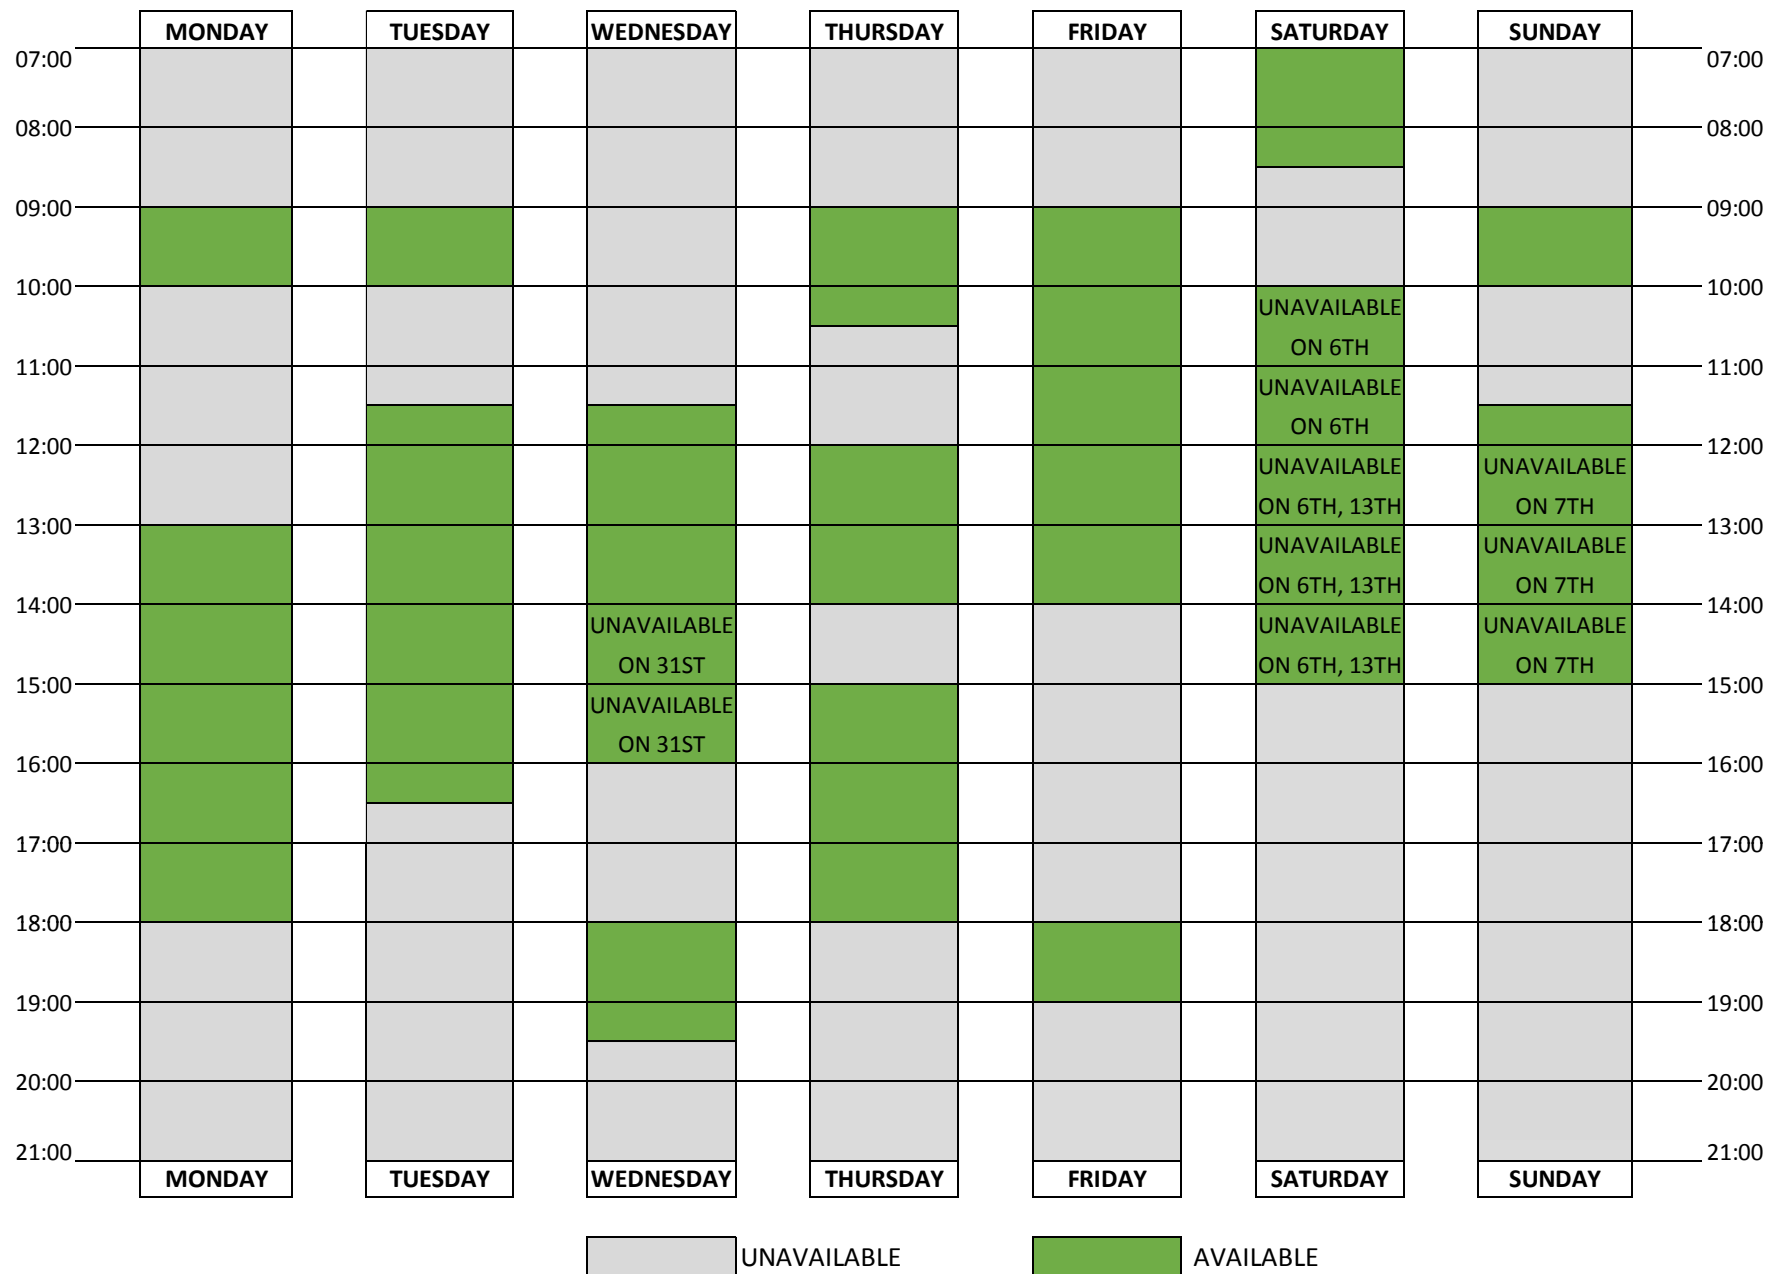 MONDAY TUESDAY WEDNESDAY THURSDAY FRIDAY SATURDAY SUNDAY
07:00 07:00
08:00 08:00
09:00 09:00
10:00 10:00
UNAVAILABLE
ON 6TH
11:00 11:00
UNAVAILABLE
ON 6TH
12:00 12:00
UNAVAILABLE UNAVAILABLE
ON 6TH, 13TH ON 7TH
13:00 13:00
UNAVAILABLE UNAVAILABLE
ON 6TH, 13TH ON 7TH
14:00 14:00
UNAVAILABLE UNAVAILABLE UNAVAILABLE
ON 31ST ON 6TH, 13TH ON 7TH
15:00 15:00
UNAVAILABLE
ON 31ST
16:00 16:00
17:00 17:00
18:00 18:00
19:00 19:00
20:00 20:00
21:00 21:00
MONDAY TUESDAY WEDNESDAY THURSDAY FRIDAY SATURDAY SUNDAY
UNAVAILABLE AVAILABLE